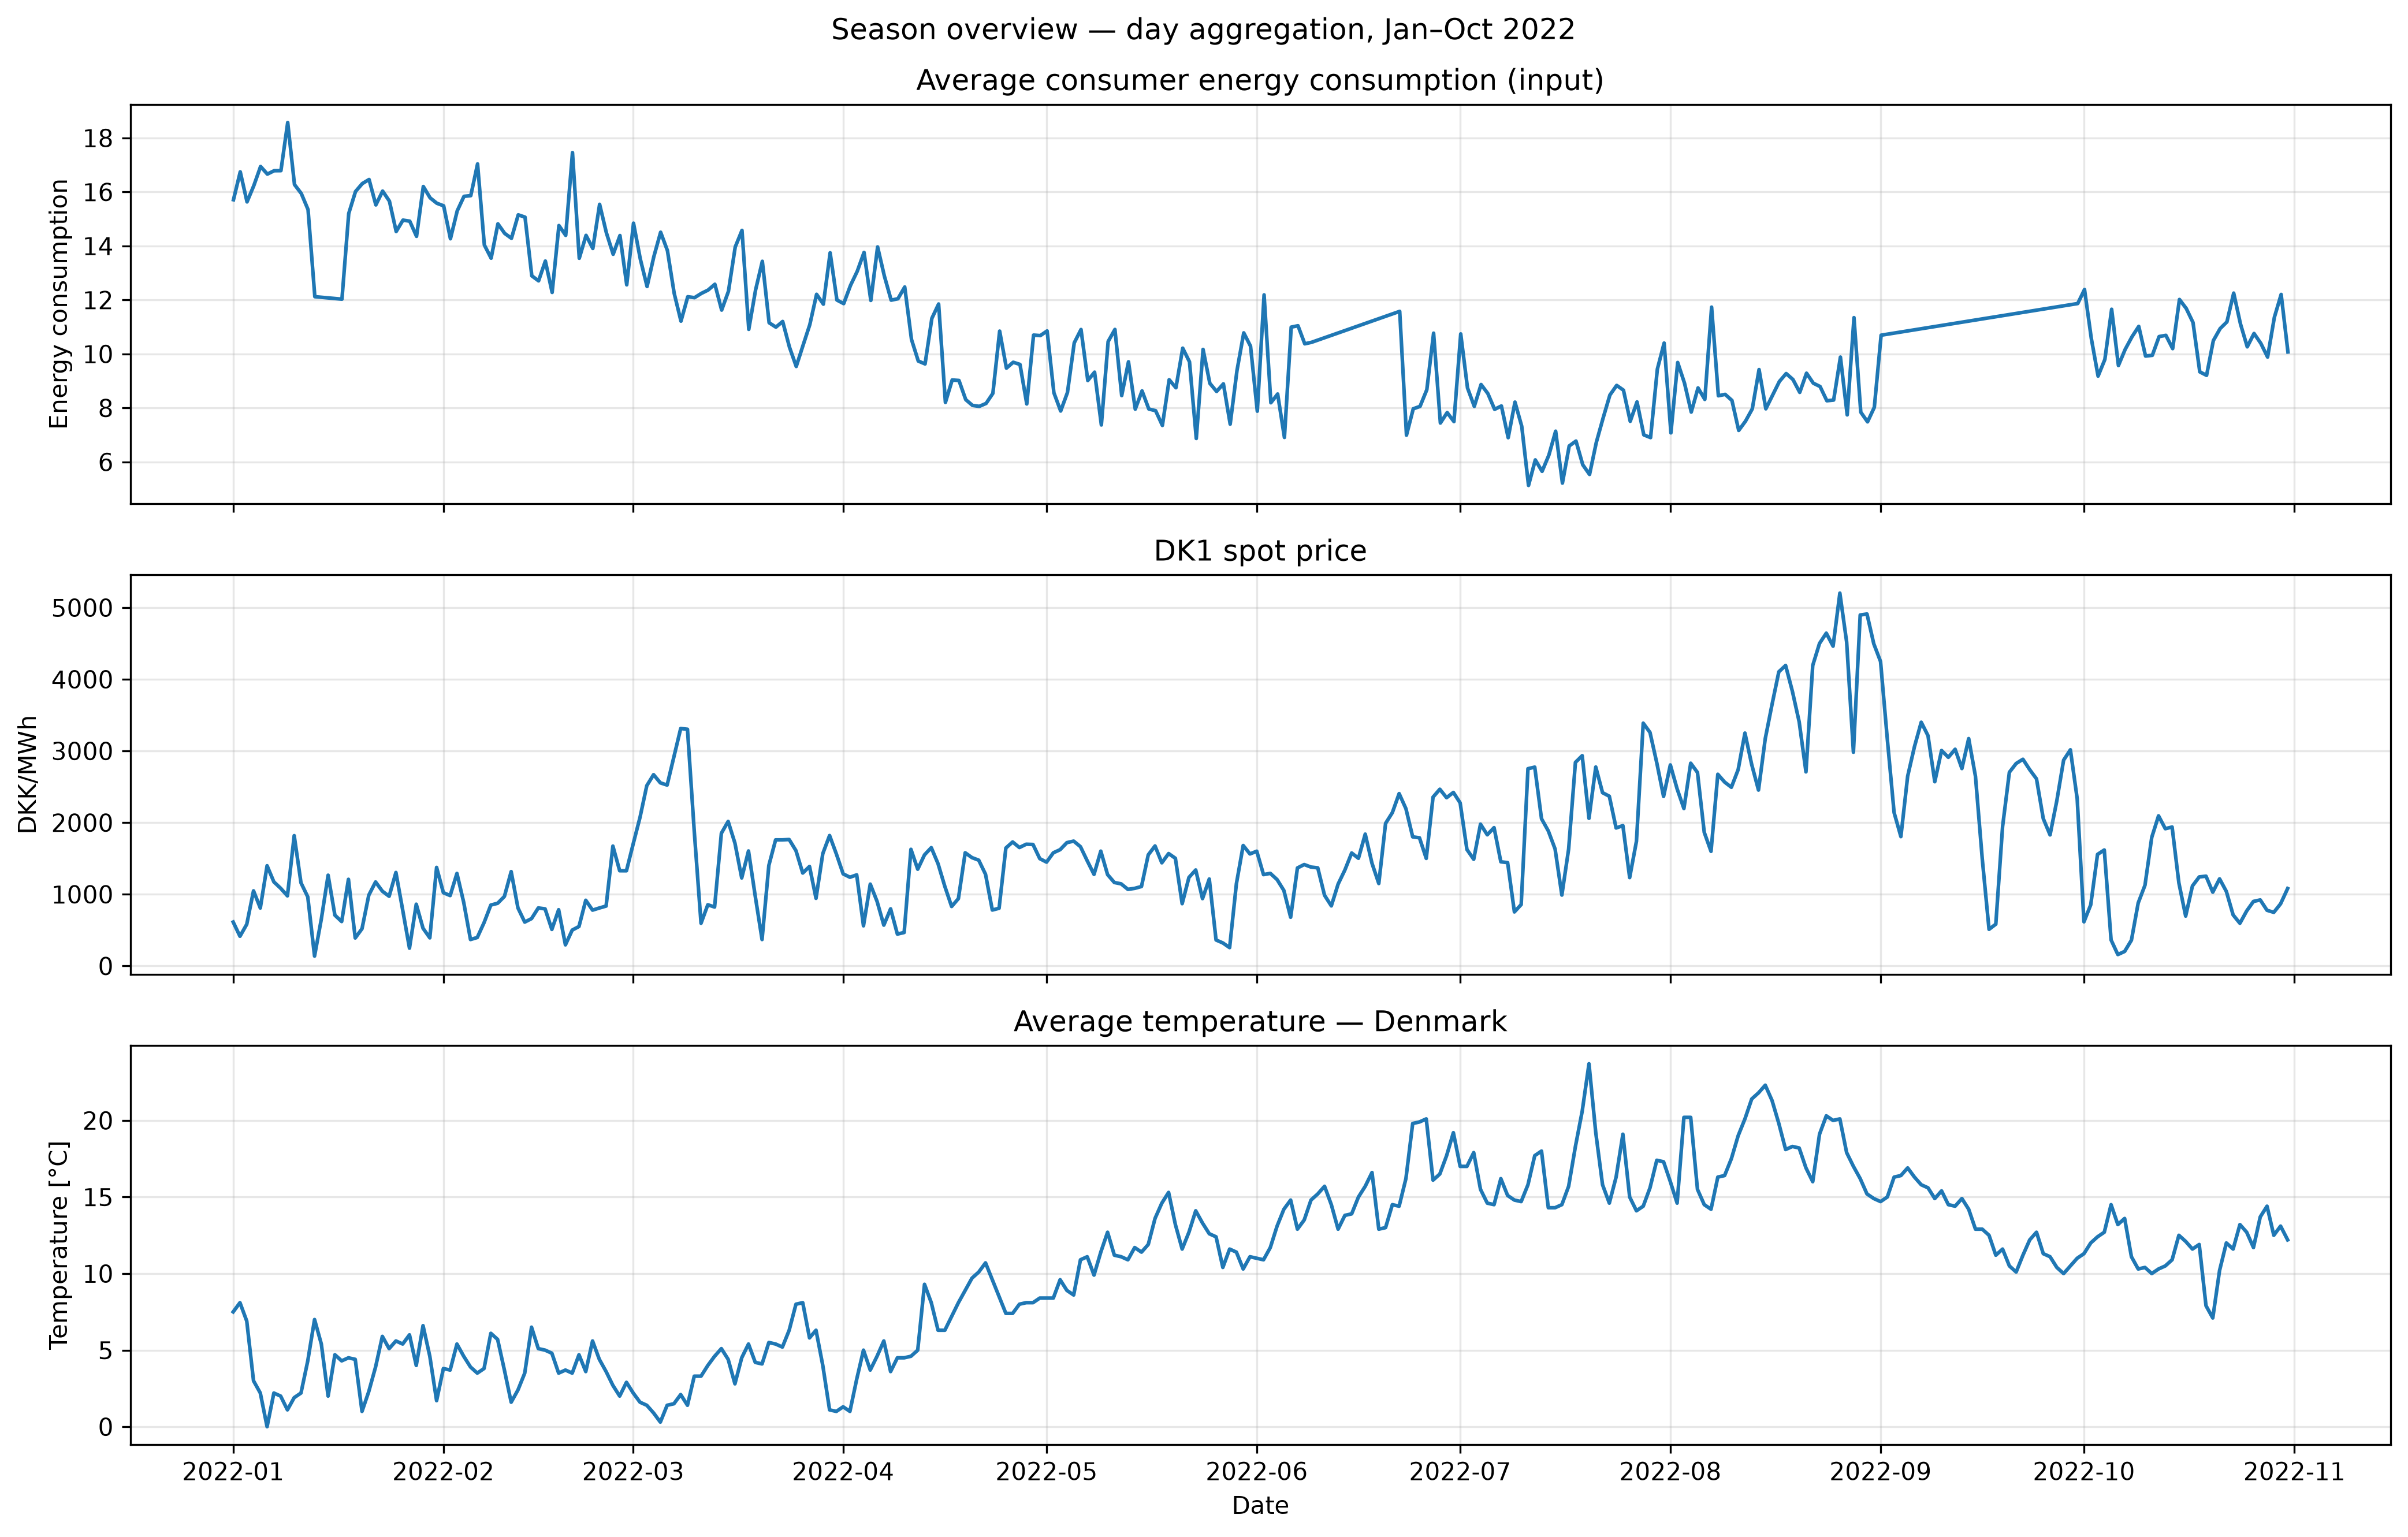 Season overview — day aggregation, Jan–Oct 2022
Average consumer energy consumption (input)
Energy consumption
18
16
14
12
10
8
6
DK1 spot price
DKK/MWh
5000
4000
3000
2000
1000
0
Average temperature — Denmark
Temperature [°C]
20
15
10
5
0
2022-01 2022-02 2022-03 2022-04 2022-05 2022-06 2022-07 2022-08 2022-09 2022-10 2022-11
Date